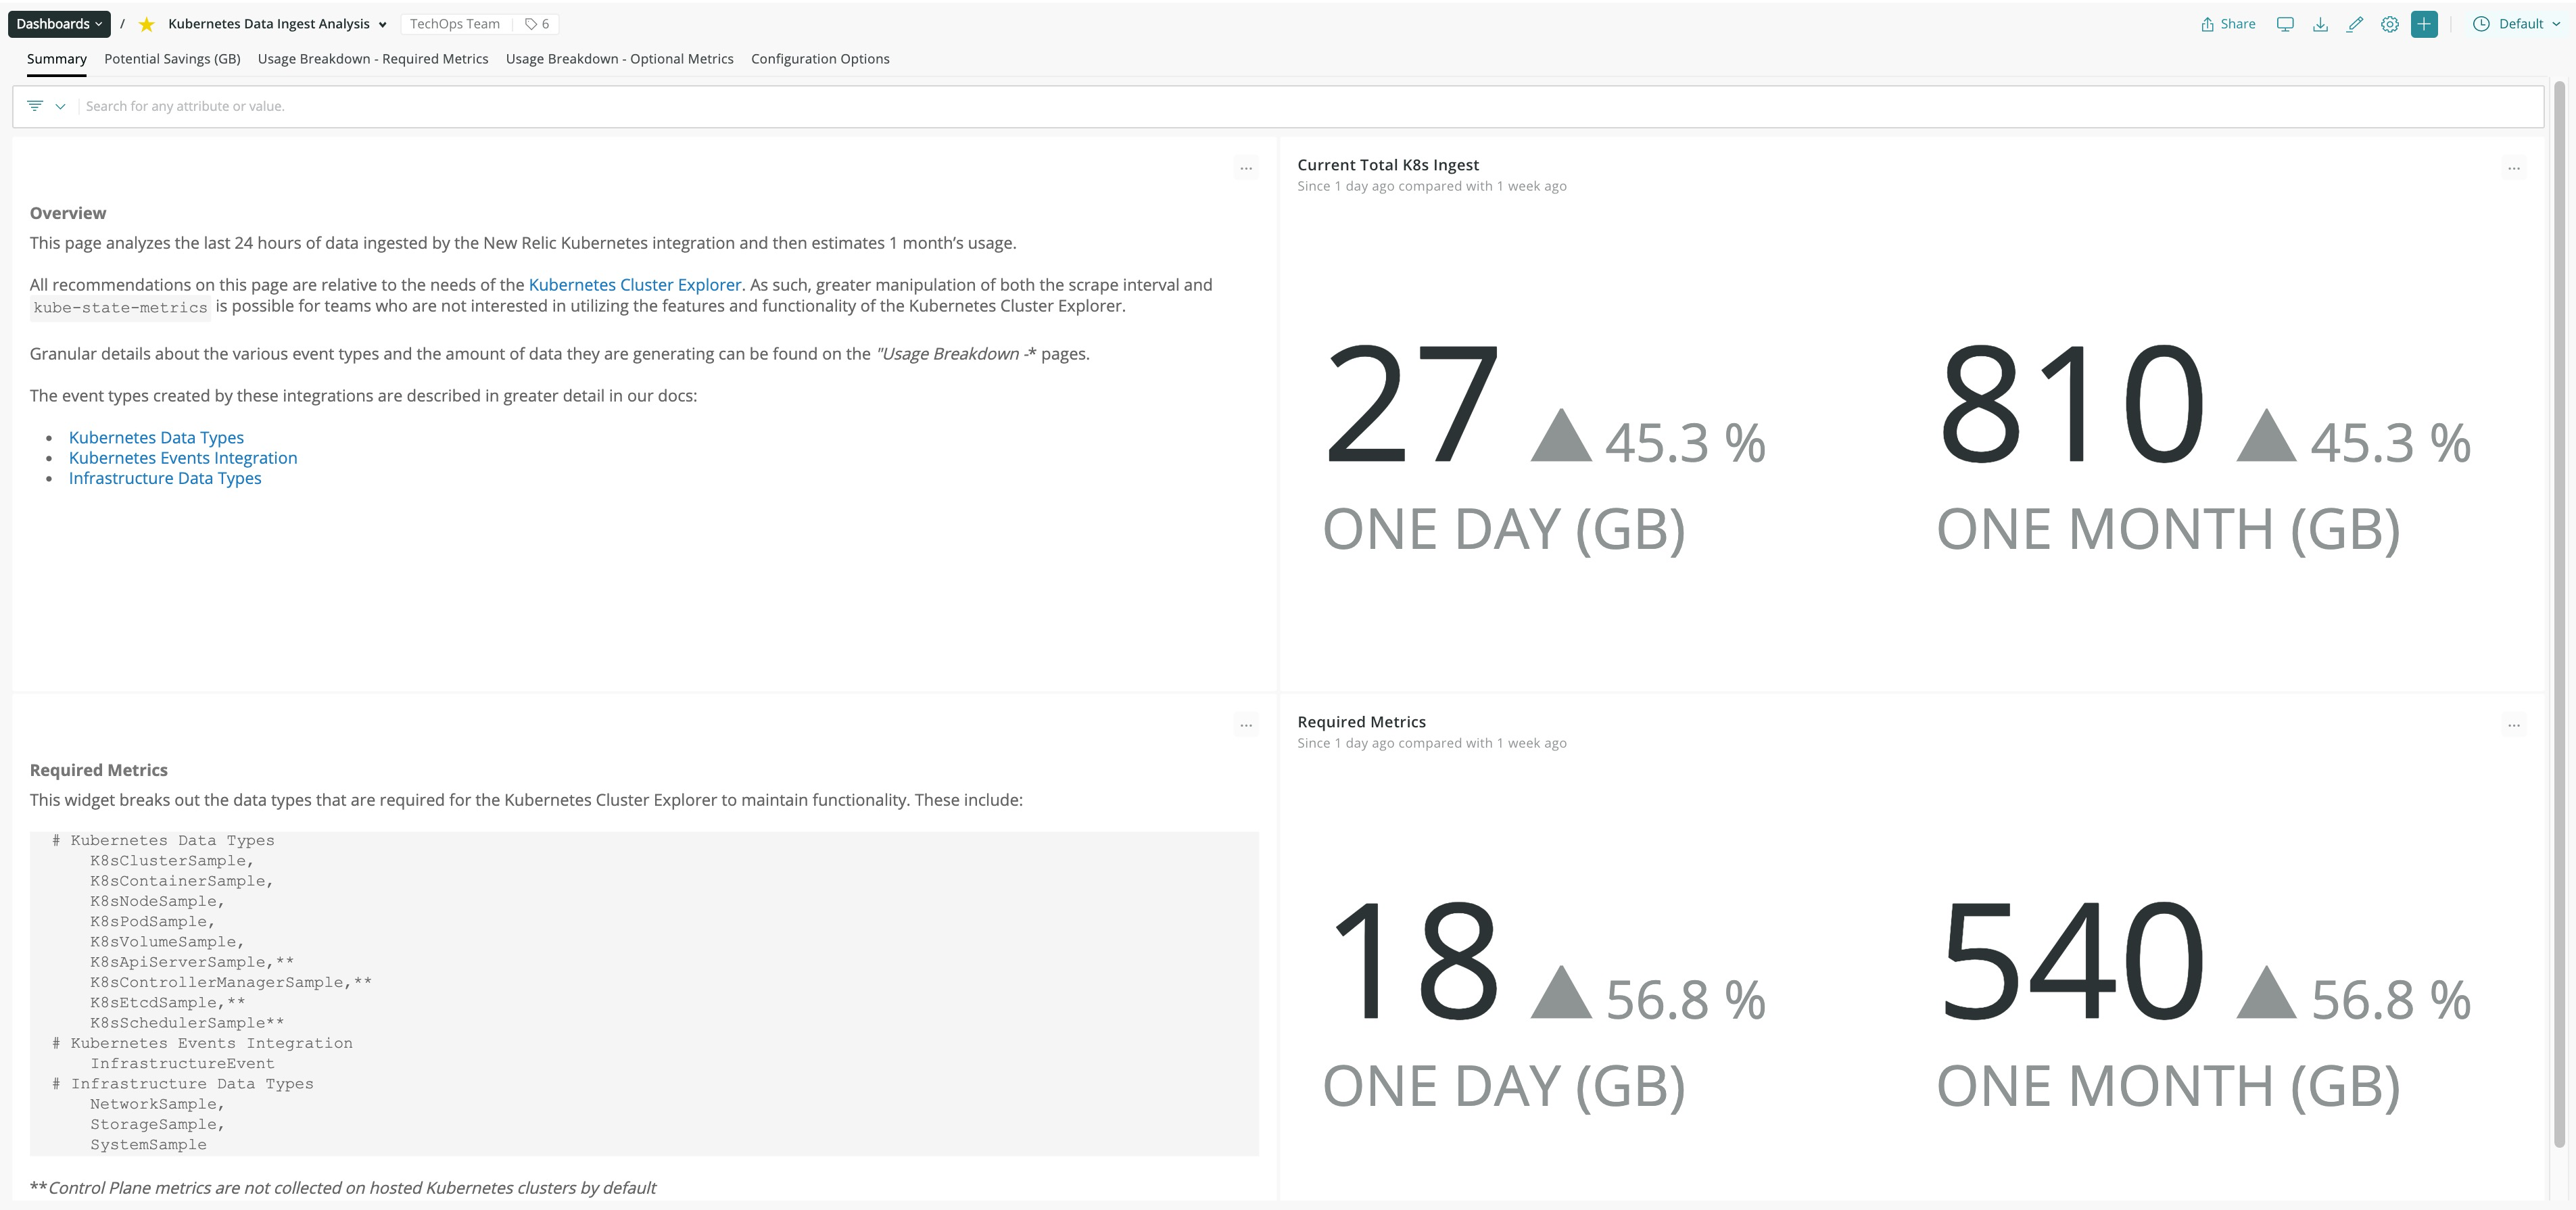 Dashboards / Kubernetes Data Ingest Analysis TechOps Team 6 Share Default
Summary Potential Savings (GB) Usage Breakdown - Required Metrics Usage Breakdown - Optional Metrics Configuration Options
Search for any attribute or value.
Overview
This page analyzes the last 24 hours of data ingested by the New Relic Kubernetes integration and then estimates 1 month's usage.
All recommendations on this page are relative to the needs of the Kubernetes Cluster Explorer. As such, greater manipulation of both the scrape interval and
kube-state-metrics is possible for teams who are not interested in utilizing the features and functionality of the Kubernetes Cluster Explorer.
Granular details about the various event types and the amount of data they are generating can be found on the "Usage Breakdown -* pages.
The event types created by these integrations are described in greater detail in our docs:
• Kubernetes Data Types
• Kubernetes Events Integration
• Infrastructure Data Types
Current Total K8s Ingest
Since 1 day ago compared with 1 week ago
27 ▲ 45.3 %
ONE DAY (GB)
810 ▲ 45.3 %
ONE MONTH (GB)
Required Metrics
This widget breaks out the data types that are required for the Kubernetes Cluster Explorer to maintain functionality. These include:
# Kubernetes Data Types
K8sClusterSample,
K8sContainerSample,
K8sNodeSample,
K8sPodSample,
K8sVolumeSample,
K8sApiServerSample,**
K8sControllerManagerSample,**
K8sEtcdSample,**
K8sSchedulerSample**
# Kubernetes Events Integration
InfrastructureEvent
# Infrastructure Data Types
NetworkSample,
StorageSample,
SystemSample
**Control Plane metrics are not collected on hosted Kubernetes clusters by default
Required Metrics
Since 1 day ago compared with 1 week ago
18 ▲ 56.8 %
ONE DAY (GB)
540 ▲ 56.8 %
ONE MONTH (GB)